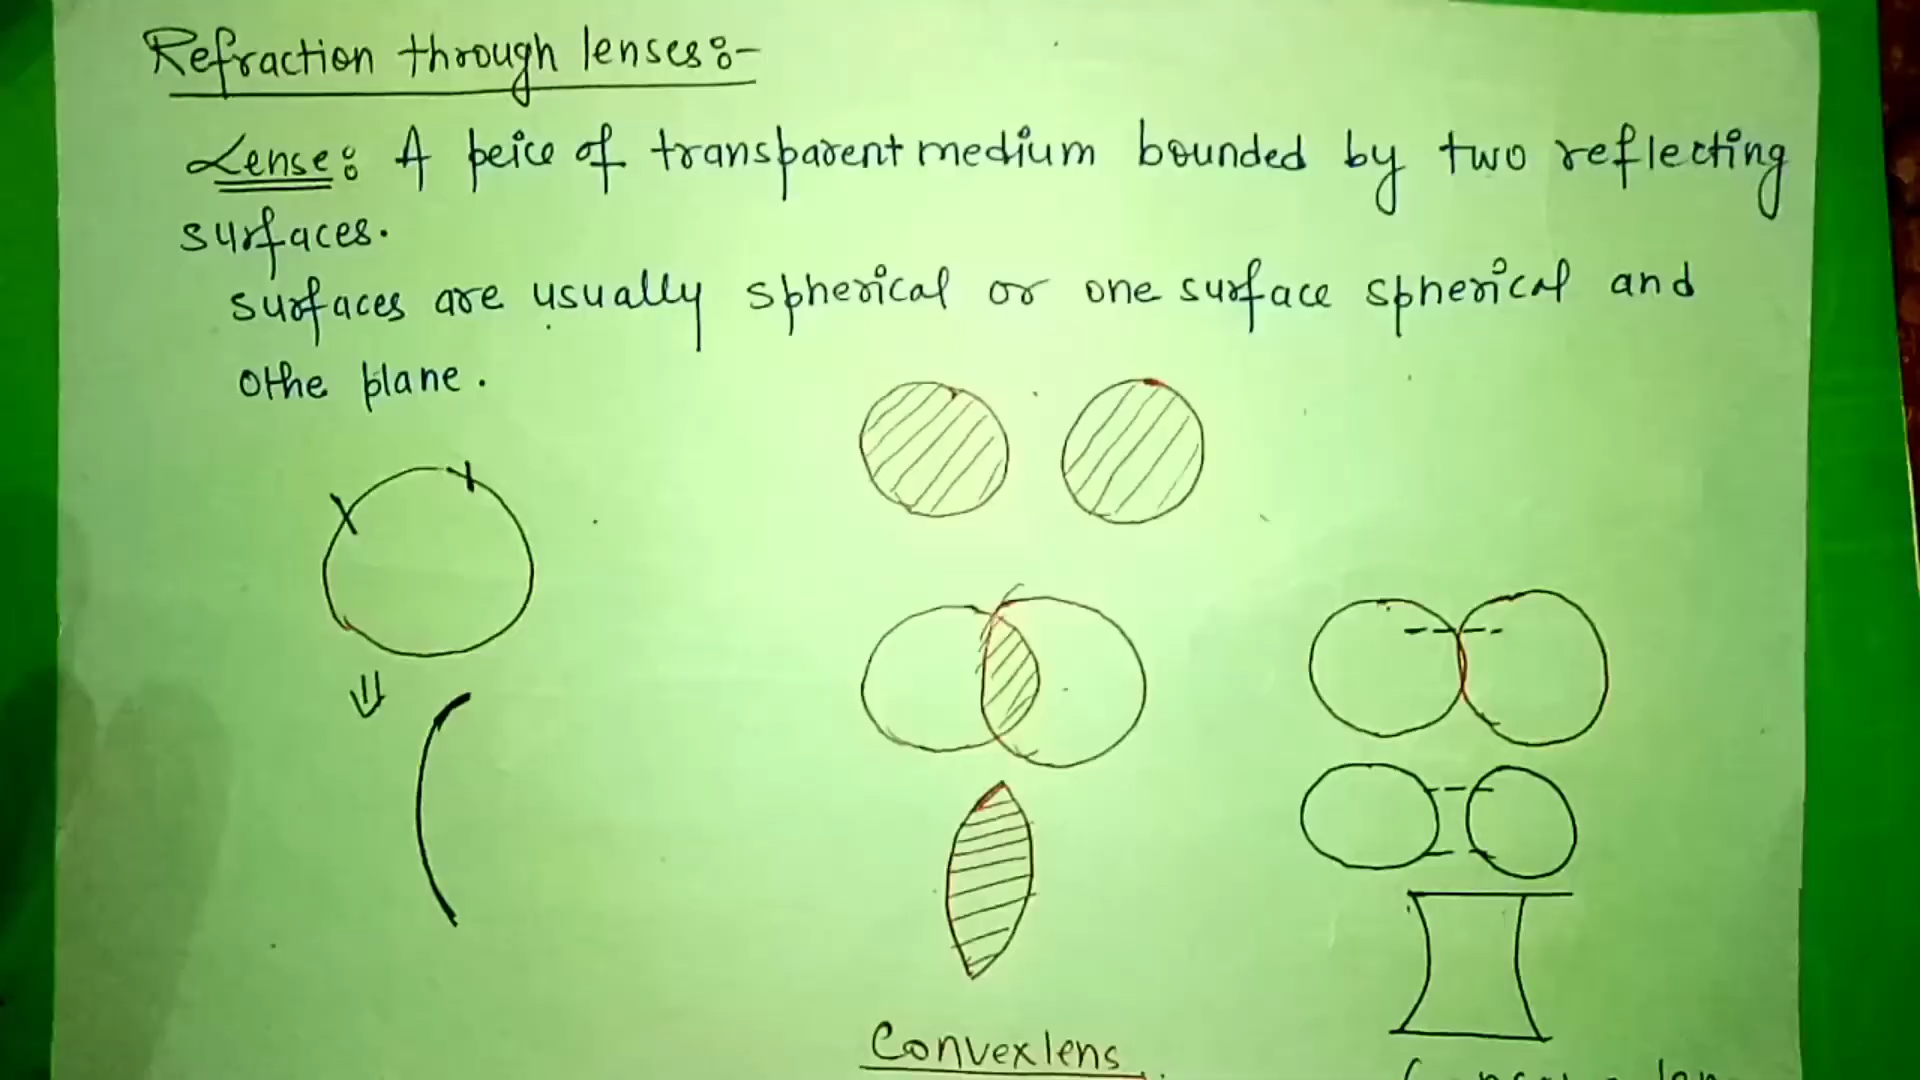 Refraction through lenses:-
Lense: A peice of transparent medium bounded by two reflecting
surfaces.
surfaces are usually spherical or one surface spherical and
othe plane.
Convexlens